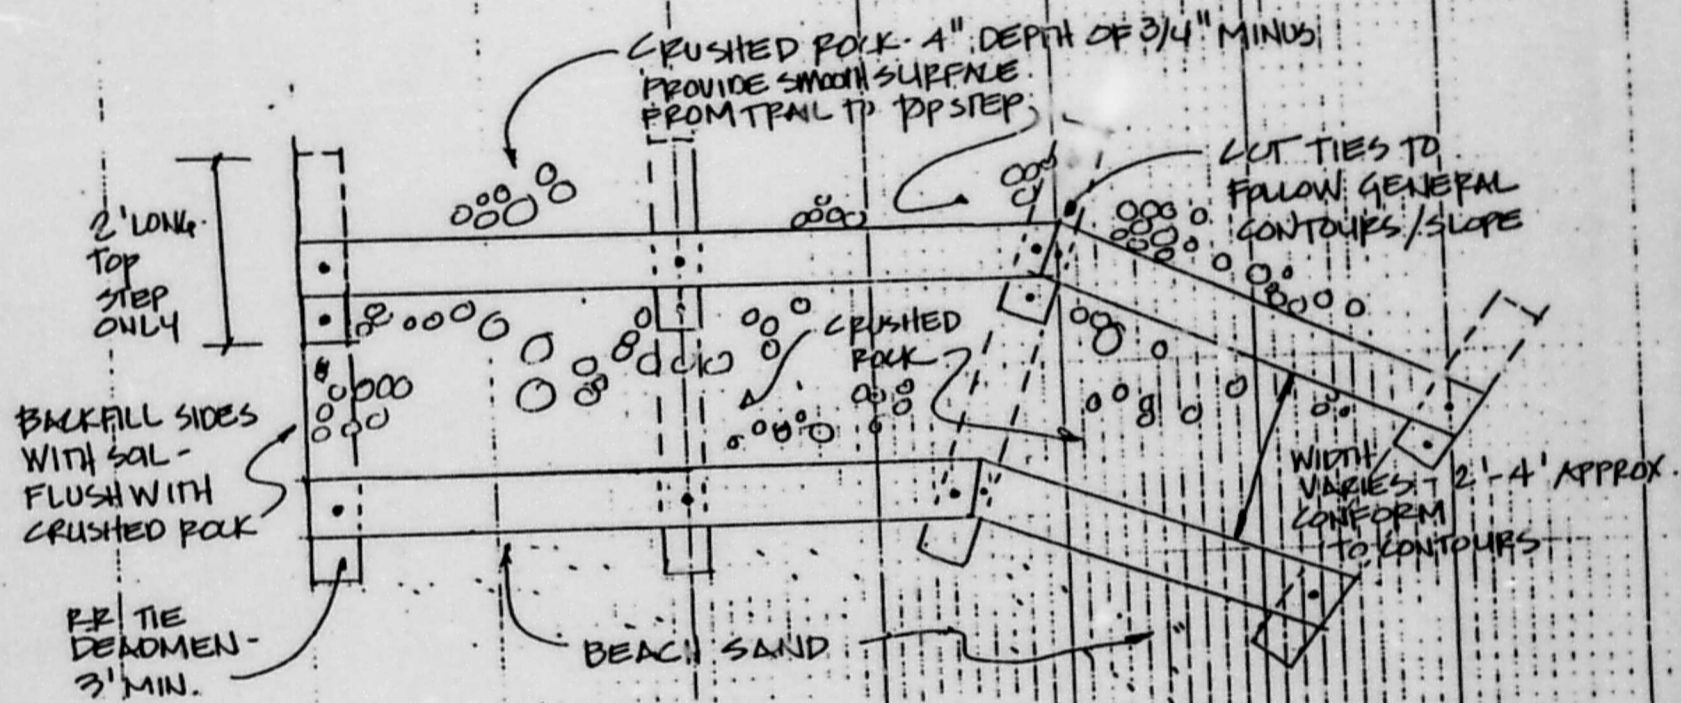 CRUSHED ROCK. 4" DEPTH OF 3/4" MINUS
PROVIDE SMOOTH SURFACE
FROM TRAIL TO TOP STEP
CUT TIES TO
FOLLOW GENERAL
CONTOURS/SLOPE
2' LONG.
TOP
STEP
ONLY
CRUSHED
ROCK
BACKFILL SIDES
WITH SOIL-
FLUSH WITH
CRUSHED ROCK
WIDTH
VARIES - 2'-4' APPROX.
CONFORM
TO CONTOURS
RR TIE
DEADMEN-
3' MIN.
BEACH SAND